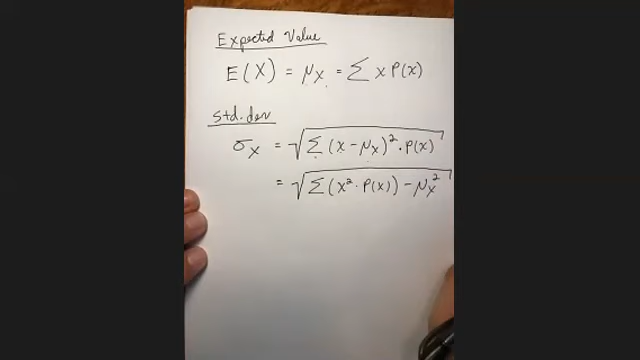 Expected Value
E(X) = μx = ∑ x P(x)
std. dev
σx = √∑ (x - μx)² · P(x)
= √∑ (x² · P(x)) - μx²